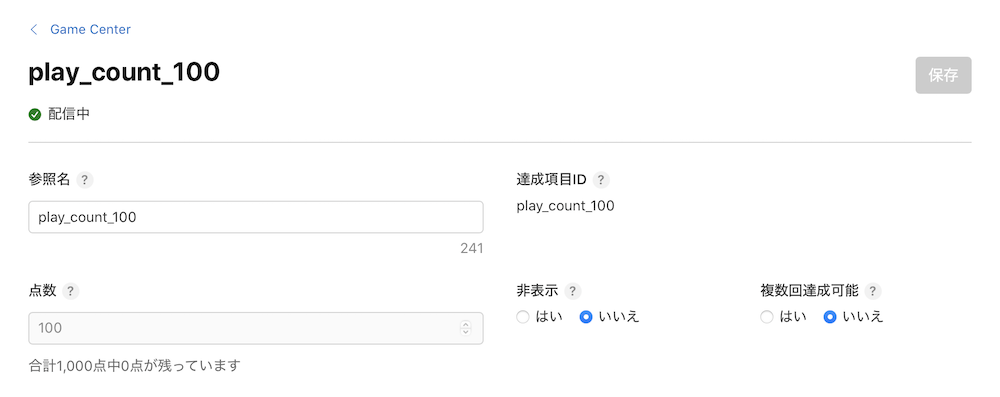 Game Center
play_count_100
保存
配信中
参照名 ?
達成項目ID ?
play_count_100
play_count_100
241
点数 ?
非表示 ?
複数回達成可能 ?
100
はい いいえ
はい いいえ
合計1,000点中0点が残っています